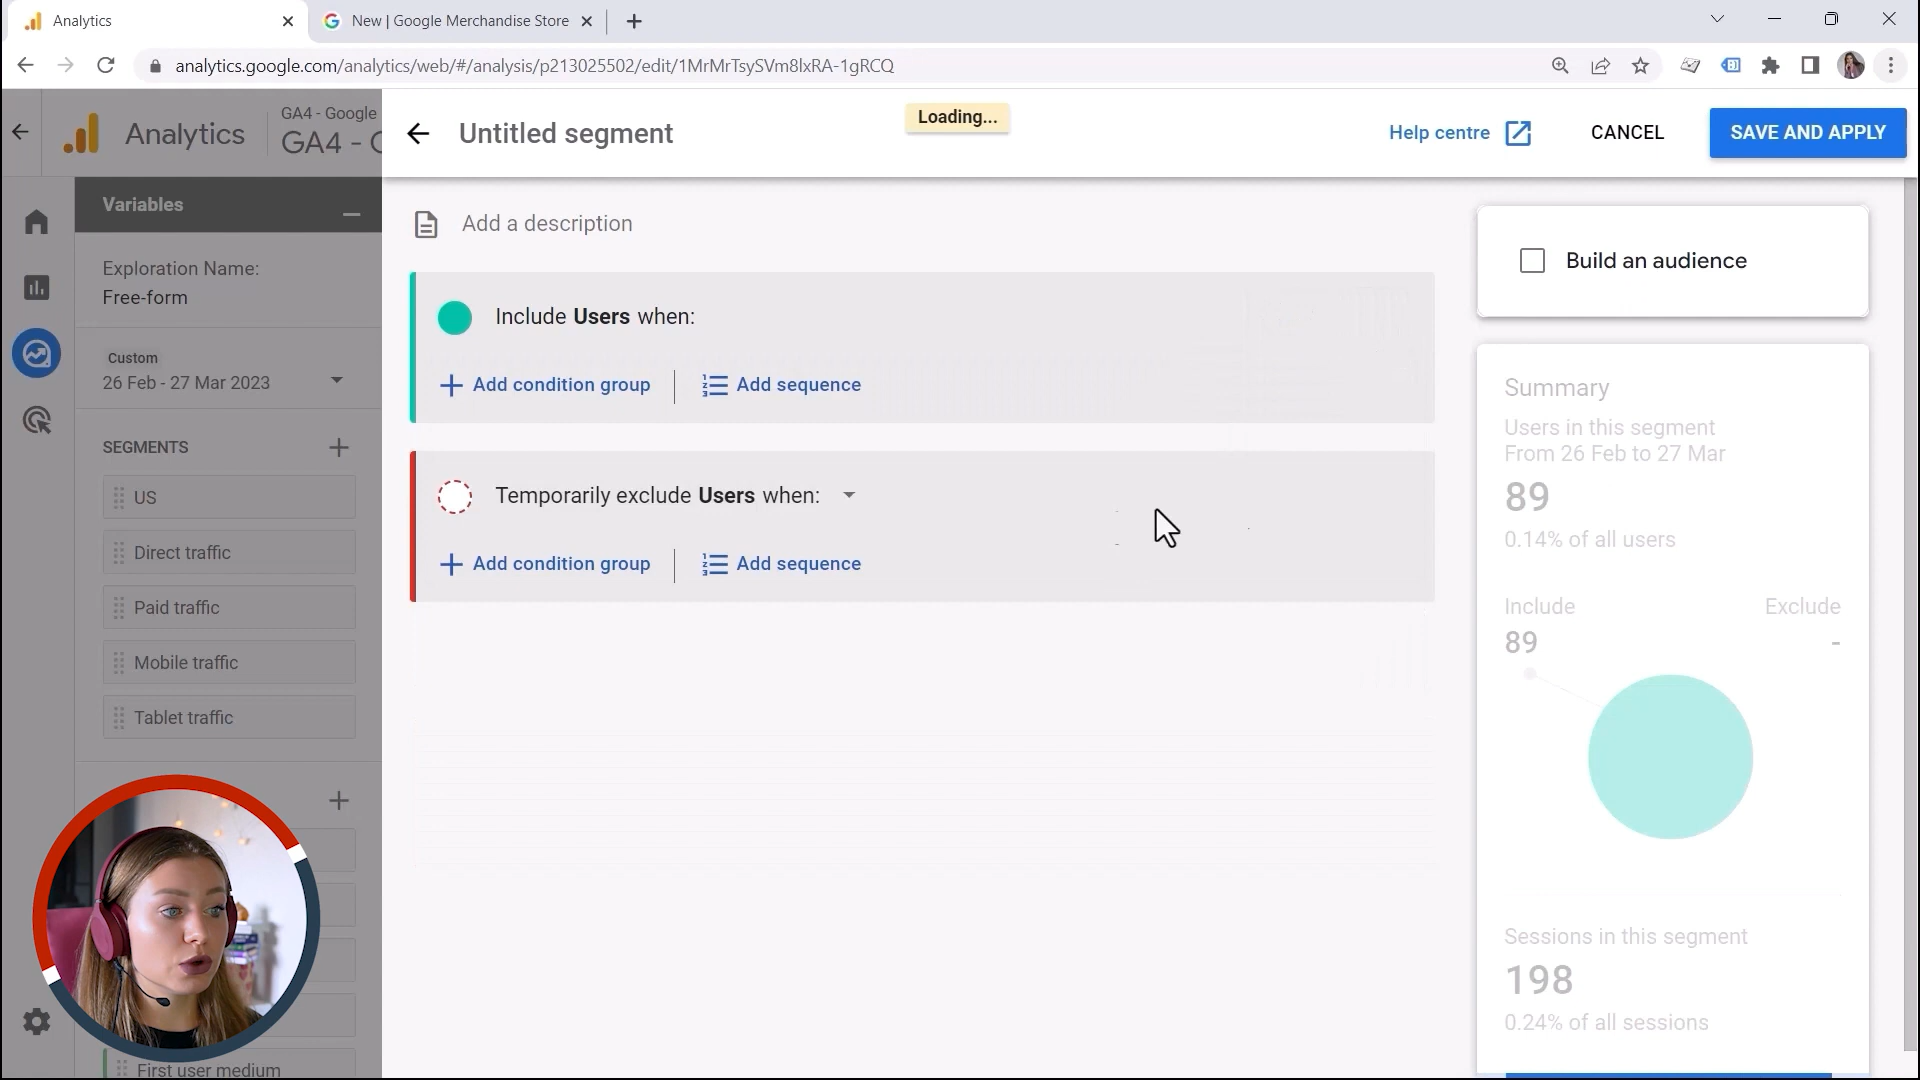 Analytics
New | Google Merchandise Store
analytics.google.com/analytics/web/#/analysis/p213025502/edit/1MrMrTsySVm8lxRA-1gRCQ
Analytics
GA4 - Google
GA4 -
Untitled segment
Loading...
Help centre
CANCEL
SAVE AND APPLY
Variables
Exploration Name:
Free-form
Custom
26 Feb - 27 Mar 2023
SEGMENTS
US
Direct traffic
Paid traffic
Mobile traffic
Tablet traffic
First user medium
Add a description
Include Users when:
Add condition group
Add sequence
Temporarily exclude Users when:
Add condition group
Add sequence
Build an audience
Summary
Users in this segment
From 26 Feb to 27 Mar
89
0.14% of all users
Include
Exclude
89
-
Sessions in this segment
198
0.24% of all sessions